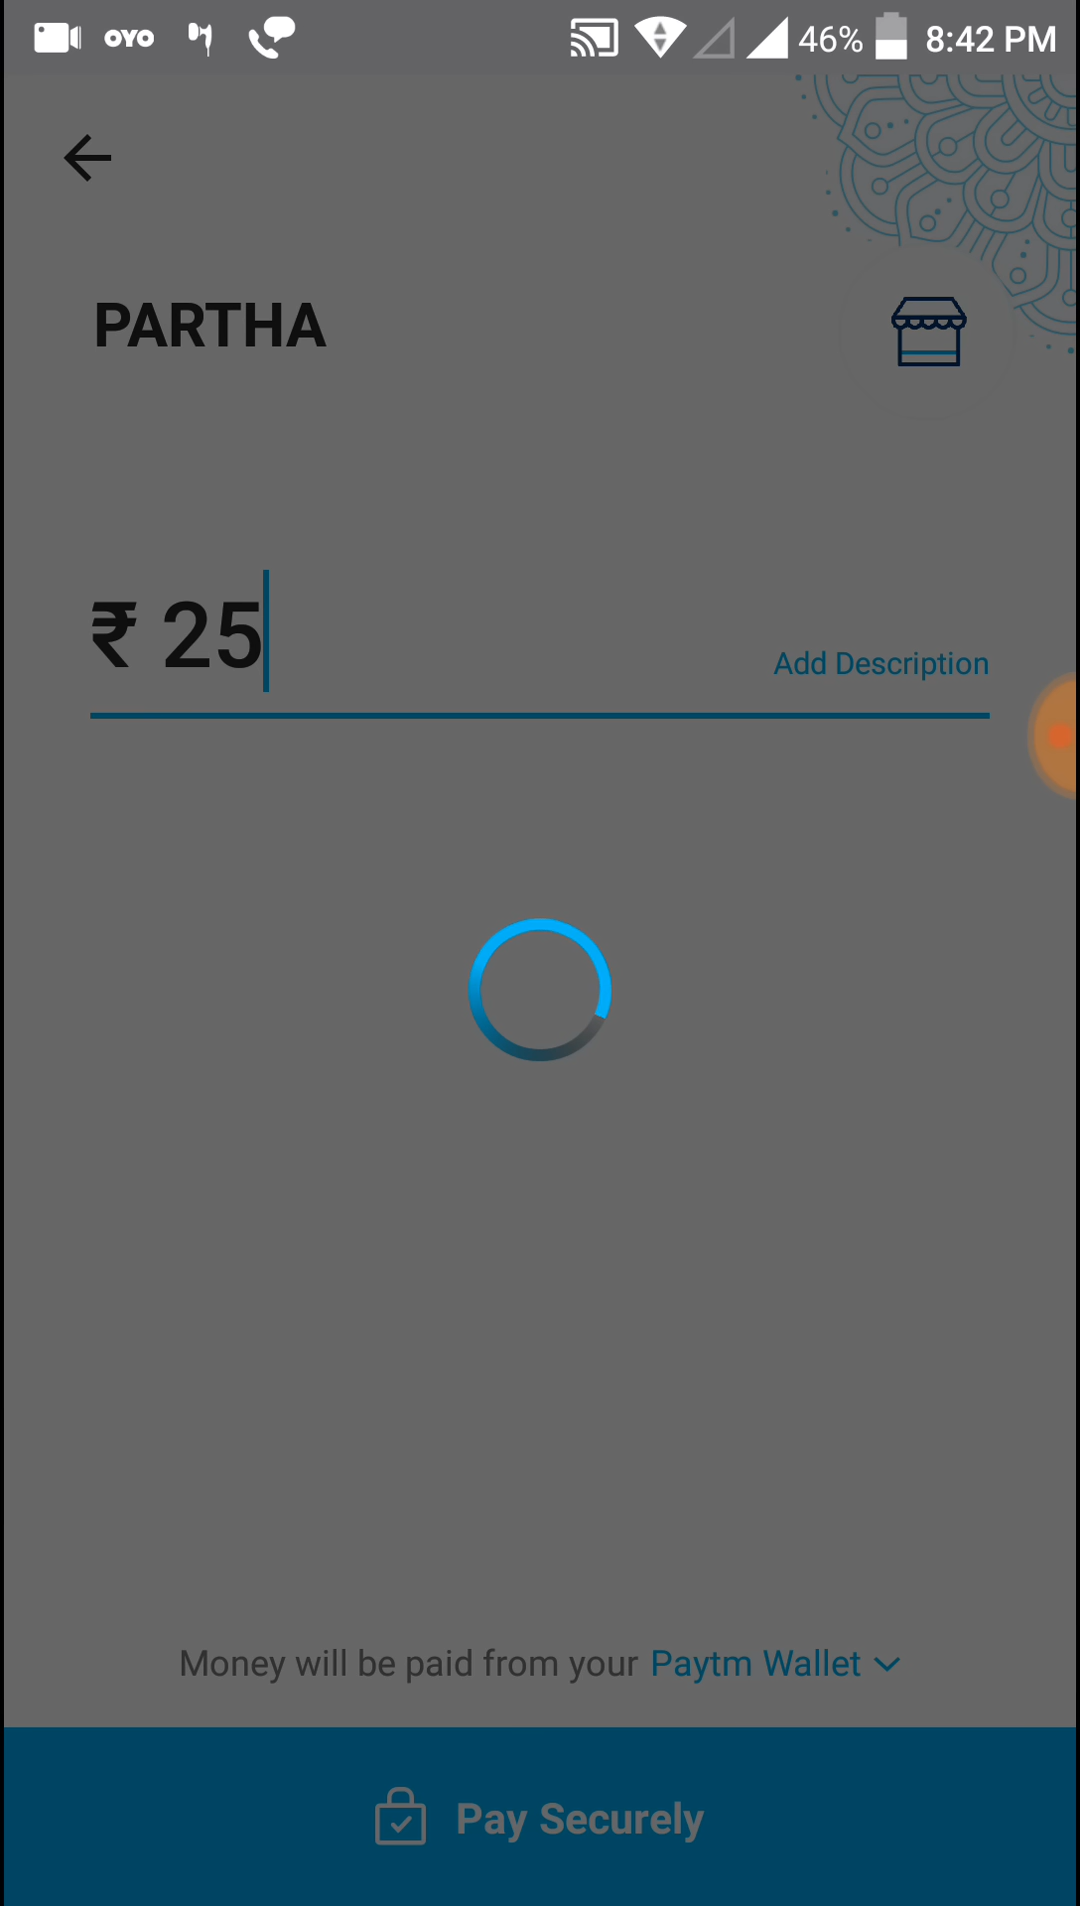 OYO 46% 8:42 PM
PARTHA
₹ 25
Add Description
Money will be paid from your Paytm Wallet
Pay Securely